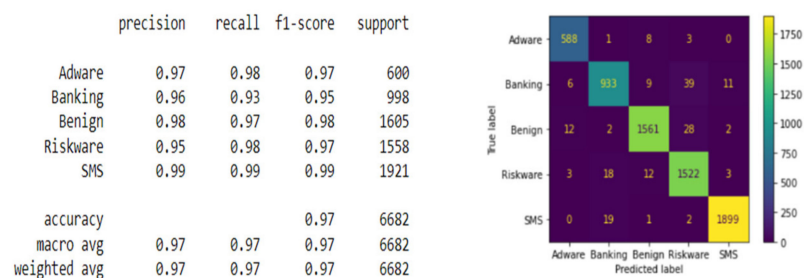 precision recall f1-score support
Adware 0.97 0.98 0.97 600
Banking 0.96 0.93 0.95 998
Benign 0.98 0.97 0.98 1605
Riskware 0.95 0.98 0.97 1558
SMS 0.99 0.99 0.99 1921
accuracy 0.97 6682
macro avg 0.97 0.97 0.97 6682
weighted avg 0.97 0.97 0.97 6682
True label
Adware 588 1 8 3 0
Banking 6 933 9 39 11
Benign 12 2 1561 28 2
Riskware 3 18 12 1522 3
SMS 0 19 1 2 1899
Adware Banking Benign Riskware SMS
Predicted label
1750
1500
1250
1000
750
500
250
0